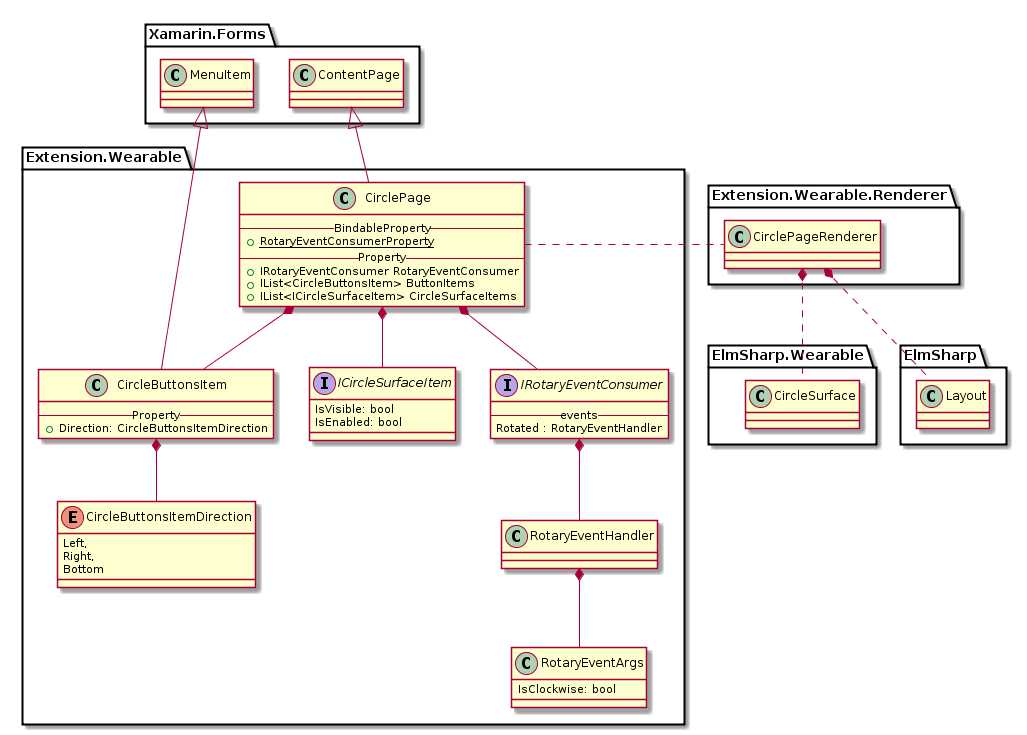 Xamarin.Forms
C MenuItem
C ContentPage
Extension.Wearable
C CirclePage
BindableProperty
RotaryEventConsumerProperty
Property
IRotaryEventConsumer RotaryEventConsumer
IList<CircleButtonsItem> ButtonItems
IList<ICircleSurfaceItem> CircleSurfaceItems
Extension.Wearable.Renderer
C CirclePageRenderer
C CircleButtonsItem
Property
Direction: CircleButtonsItemDirection
I ICircleSurfaceItem
IsVisible: bool
IsEnabled: bool
I IRotaryEventConsumer
events
Rotated : RotaryEventHandler
ElmSharp.Wearable
C CircleSurface
ElmSharp
C Layout
E CircleButtonsItemDirection
Left,
Right,
Bottom
C RotaryEventHandler
C RotaryEventArgs
IsClockwise: bool